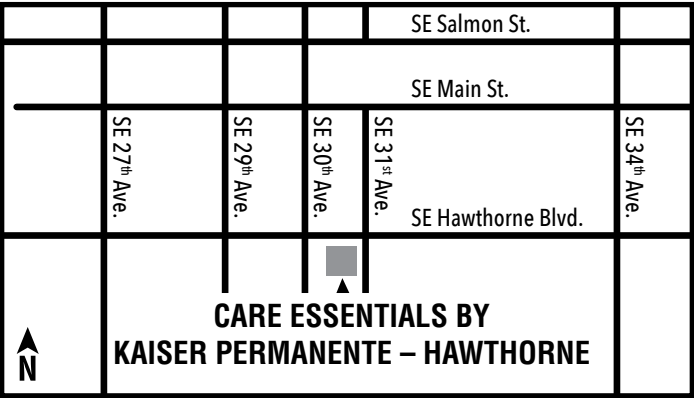 SE Salmon St.
SE Main St.
SE 27th Ave.
SE 29th Ave.
SE 30th Ave.
SE 31st Ave.
SE 34th Ave.
SE Hawthorne Blvd.
CARE ESSENTIALS BY
KAISER PERMANENTE – HAWTHORNE
N